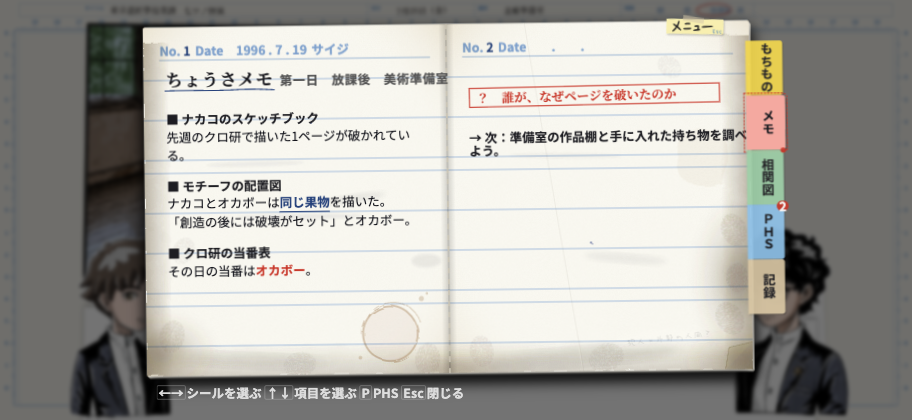 メニュー Esc
No. 1 Date 1996.7.19 サイジ
ちょうさメモ 第一日 放課後 美術準備室
■ ナカコのスケッチブック
先週のクロ研で描いた1ページが破かれてい
る。
■ モチーフの配置図
ナカコとオカボーは同じ果物を描いた。
「創造の後には破壊がセット」とオカボー。
■ クロ研の当番表
その日の当番はオカボー。
No. 2 Date . .
? 誰が、なぜページを破いたのか
→ 次：準備室の作品棚と手に入れた持ち物を調べ
よう。
もちもの
メモ
相関図
2
PHS
記録
←→ シールを選ぶ ↑↓ 項目を選ぶ P PHS Esc 閉じる